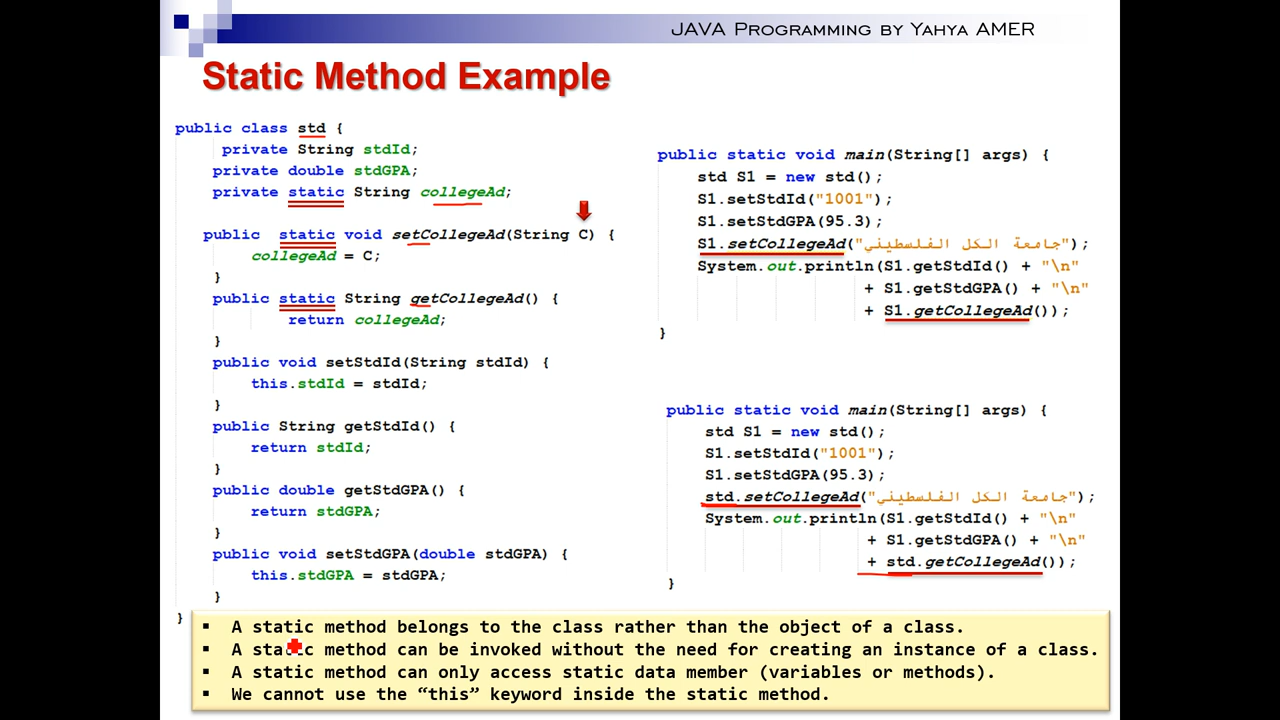 JAVA PROGRAMMING BY YAHYA AMER
Static Method Example
public class std {
private String stdId;
private double stdGPA;
private static String collegeAd;
public static void setCollegeAd(String C) {
collegeAd = C;
}
public static String getCollegeAd() {
return collegeAd;
}
public void setStdId(String stdId) {
this.stdId = stdId;
}
public String getStdId() {
return stdId;
}
public double getStdGPA() {
return stdGPA;
}
public void setStdGPA(double stdGPA) {
this.stdGPA = stdGPA;
}
}
public static void main(String[] args) {
std S1 = new std();
S1.setStdId("1001");
S1.setStdGPA(95.3);
S1.setCollegeAd("جامعة الكل الفلسطيني");
System.out.println(S1.getStdId() + "\n"
+ S1.getStdGPA() + "\n"
+ S1.getCollegeAd());
}
public static void main(String[] args) {
std S1 = new std();
S1.setStdId("1001");
S1.setStdGPA(95.3);
std.setCollegeAd("جامعة الكل الفلسطيني");
System.out.println(S1.getStdId() + "\n"
+ S1.getStdGPA() + "\n"
+ std.getCollegeAd());
}
▪ A static method belongs to the class rather than the object of a class.
▪ A static method can be invoked without the need for creating an instance of a class.
▪ A static method can only access static data member (variables or methods).
▪ We cannot use the “this” keyword inside the static method.